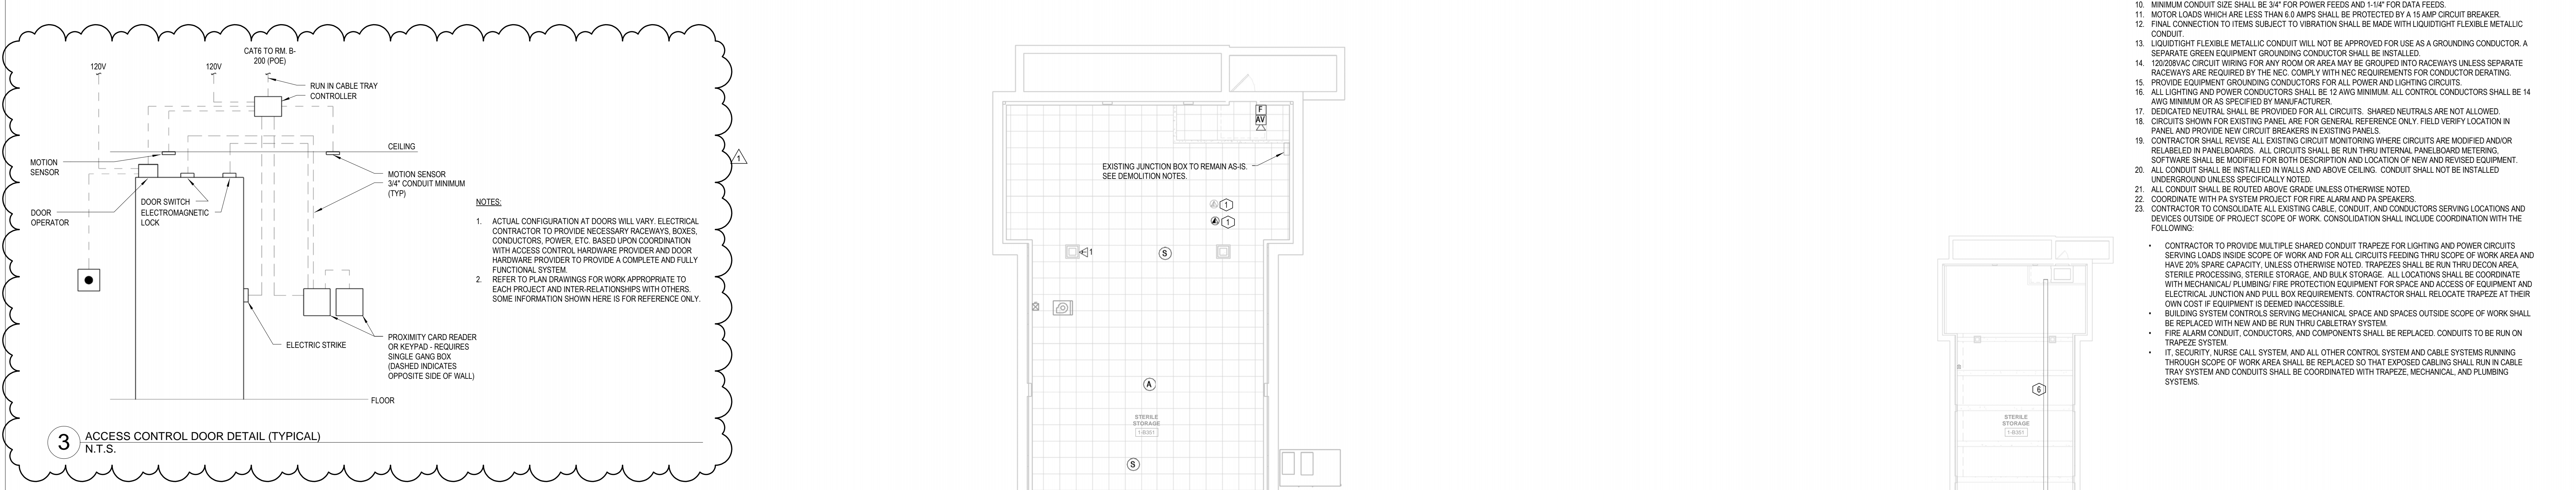 CAT6 TO RM. B-
200 (POE)
120V
120V
RUN IN CABLE TRAY
CONTROLLER
CEILING
MOTION
SENSOR
MOTION SENSOR
3/4" CONDUIT MINIMUM
(TYP)
1
DOOR SWITCH
ELECTROMAGNETIC
LOCK
DOOR
OPERATOR
NOTES:
1. ACTUAL CONFIGURATION AT DOORS WILL VARY. ELECTRICAL
CONTRACTOR TO PROVIDE NECESSARY RACEWAYS, BOXES,
CONDUCTORS, POWER, ETC. BASED UPON COORDINATION
WITH ACCESS CONTROL HARDWARE PROVIDER AND DOOR
HARDWARE PROVIDER TO PROVIDE A COMPLETE AND FULLY
FUNCTIONAL SYSTEM.
2. REFER TO PLAN DRAWINGS FOR WORK APPROPRIATE TO
EACH PROJECT AND INTER-RELATIONSHIPS WITH OTHERS.
SOME INFORMATION SHOWN HERE IS FOR REFERENCE ONLY.
ELECTRIC STRIKE
PROXIMITY CARD READER
OR KEYPAD - REQUIRES
SINGLE GANG BOX
(DASHED INDICATES
OPPOSITE SIDE OF WALL)
FLOOR
3
ACCESS CONTROL DOOR DETAIL (TYPICAL)
N.T.S.
F
AV
EXISTING JUNCTION BOX TO REMAIN AS-IS.
SEE DEMOLITION NOTES.
1
1
1
S
A
STERILE
STORAGE
1-B351
S
6
STERILE
STORAGE
1-B351
10. MINIMUM CONDUIT SIZE SHALL BE 3/4" FOR POWER FEEDS AND 1-1/4" FOR DATA FEEDS.
11. MOTOR LOADS WHICH ARE LESS THAN 6.0 AMPS SHALL BE PROTECTED BY A 15 AMP CIRCUIT BREAKER.
12. FINAL CONNECTION TO ITEMS SUBJECT TO VIBRATION SHALL BE MADE WITH LIQUIDTIGHT FLEXIBLE METALLIC
CONDUIT.
13. LIQUIDTIGHT FLEXIBLE METALLIC CONDUIT WILL NOT BE APPROVED FOR USE AS A GROUNDING CONDUCTOR. A
SEPARATE GREEN EQUIPMENT GROUNDING CONDUCTOR SHALL BE INSTALLED.
14. 120/208VAC CIRCUIT WIRING FOR ANY ROOM OR AREA MAY BE GROUPED INTO RACEWAYS UNLESS SEPARATE
RACEWAYS ARE REQUIRED BY THE NEC. COMPLY WITH NEC REQUIREMENTS FOR CONDUCTOR DERATING.
15. PROVIDE EQUIPMENT GROUNDING CONDUCTORS FOR ALL POWER AND LIGHTING CIRCUITS.
16. ALL LIGHTING AND POWER CONDUCTORS SHALL BE 12 AWG MINIMUM. ALL CONTROL CONDUCTORS SHALL BE 14
AWG MINIMUM OR AS SPECIFIED BY MANUFACTURER.
17. DEDICATED NEUTRAL SHALL BE PROVIDED FOR ALL CIRCUITS. SHARED NEUTRALS ARE NOT ALLOWED.
18. CIRCUITS SHOWN FOR EXISTING PANEL ARE FOR GENERAL REFERENCE ONLY. FIELD VERIFY LOCATION IN
PANEL AND PROVIDE NEW CIRCUIT BREAKERS IN EXISTING PANELS.
19. CONTRACTOR SHALL REVISE ALL EXISTING CIRCUIT MONITORING WHERE CIRCUITS ARE MODIFIED AND/OR
RELABELED IN PANELBOARDS. ALL CIRCUITS SHALL BE RUN THRU INTERNAL PANELBOARD METERING,
SOFTWARE SHALL BE MODIFIED FOR BOTH DESCRIPTION AND LOCATION OF NEW AND REVISED EQUIPMENT.
20. ALL CONDUIT SHALL BE INSTALLED IN WALLS AND ABOVE CEILING. CONDUIT SHALL NOT BE INSTALLED
UNDERGROUND UNLESS SPECIFICALLY NOTED.
21. ALL CONDUIT SHALL BE ROUTED ABOVE GRADE UNLESS OTHERWISE NOTED.
22. COORDINATE WITH PA SYSTEM PROJECT FOR FIRE ALARM AND PA SPEAKERS.
23. CONTRACTOR TO CONSOLIDATE ALL EXISTING CABLE, CONDUIT, AND CONDUCTORS SERVING LOCATIONS AND
DEVICES OUTSIDE OF PROJECT SCOPE OF WORK. CONSOLIDATION SHALL INCLUDE COORDINATION WITH THE
FOLLOWING:
• CONTRACTOR TO PROVIDE MULTIPLE SHARED CONDUIT TRAPEZE FOR LIGHTING AND POWER CIRCUITS
SERVING LOADS INSIDE SCOPE OF WORK AND FOR ALL CIRCUITS FEEDING THRU SCOPE OF WORK AREA AND
HAVE 20% SPARE CAPACITY, UNLESS OTHERWISE NOTED. TRAPEZES SHALL BE RUN THRU DECON AREA,
STERILE PROCESSING, STERILE STORAGE, AND BULK STORAGE. ALL LOCATIONS SHALL BE COORDINATE
WITH MECHANICAL/ PLUMBING/ FIRE PROTECTION EQUIPMENT FOR SPACE AND ACCESS OF EQUIPMENT AND
ELECTRICAL JUNCTION AND PULL BOX REQUIREMENTS. CONTRACTOR SHALL RELOCATE TRAPEZE AT THEIR
OWN COST IF EQUIPMENT IS DEEMED INACCESSIBLE.
• BUILDING SYSTEM CONTROLS SERVING MECHANICAL SPACE AND SPACES OUTSIDE SCOPE OF WORK SHALL
BE REPLACED WITH NEW AND BE RUN THRU CABLETRAY SYSTEM.
• FIRE ALARM CONDUIT, CONDUCTORS, AND COMPONENTS SHALL BE REPLACED. CONDUITS TO BE RUN ON
TRAPEZE SYSTEM.
• IT, SECURITY, NURSE CALL SYSTEM, AND ALL OTHER CONTROL SYSTEM AND CABLE SYSTEMS RUNNING
THROUGH SCOPE OF WORK AREA SHALL BE REPLACED SO THAT EXPOSED CABLING SHALL RUN IN CABLE
TRAY SYSTEM AND CONDUITS SHALL BE COORDINATED WITH TRAPEZE, MECHANICAL, AND PLUMBING
SYSTEMS.